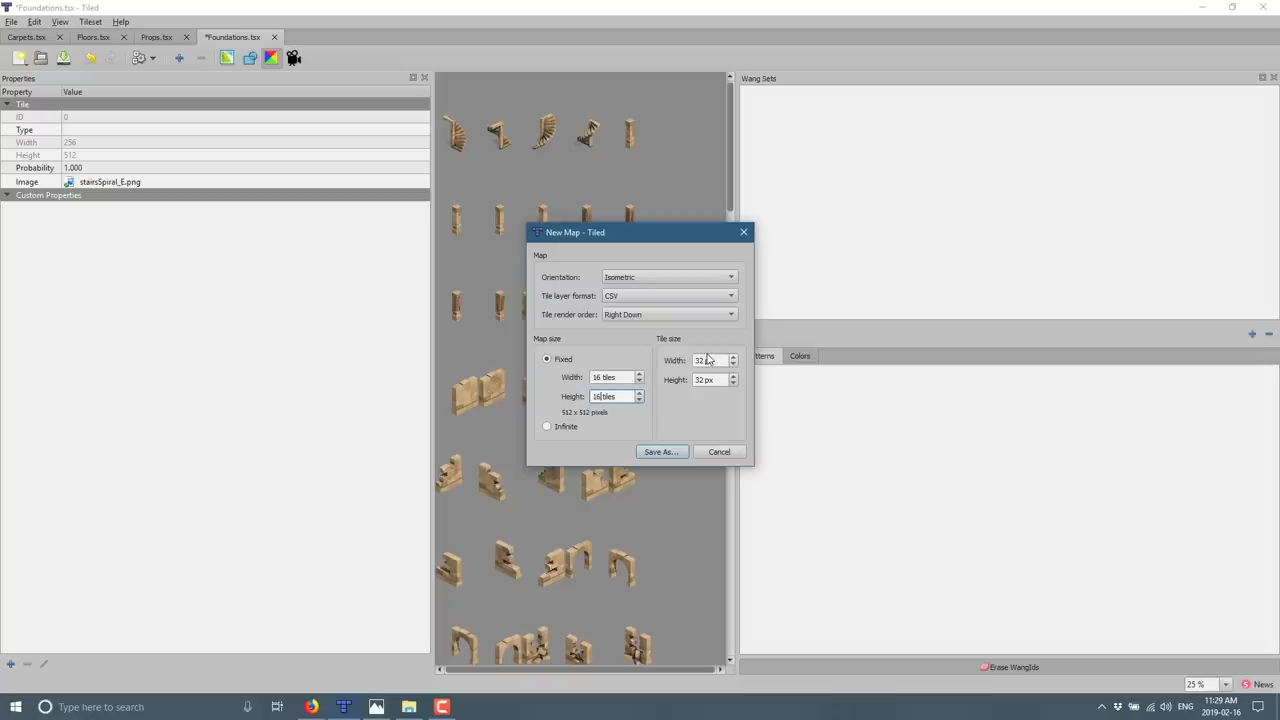 *Foundations.tsx - Tiled
File Edit View Tileset Help
Carpets.tsx Floors.tsx Props.tsx *Foundations.tsx
Properties
Property Value
Tile
ID 0
Type
Width 256
Height 512
Probability 1.000
Image stairsSpiral_E.png
Custom Properties
Wang Sets
New Map - Tiled
Map
Orientation: Isometric
Tile layer format: CSV
Tile render order: Right Down
Map size
Fixed
Width: 16 tiles
Height: 16 tiles
512 x 512 pixels
Infinite
Tile size
Width: 32
Height: 32 px
Save As... Cancel
Colors
Erase WangIds
25 % News
Type here to search
ENG
11:29 AM
2019-02-16